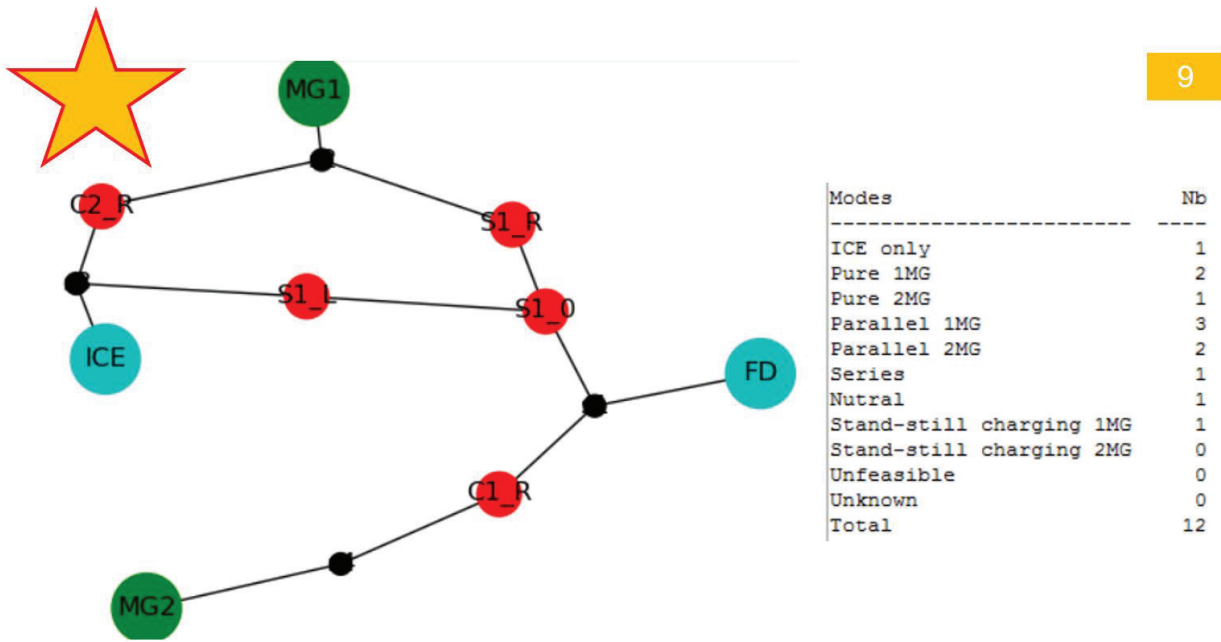 9
MG1
C2_R
S1_R
S1_L
S1_0
ICE
FD
C1_R
MG2
Modes Nb
------------------------- ----
ICE only 1
Pure 1MG 2
Pure 2MG 1
Parallel 1MG 3
Parallel 2MG 2
Series 1
Nutral 1
Stand-still charging 1MG 1
Stand-still charging 2MG 0
Unfeasible 0
Unknown 0
Total 12